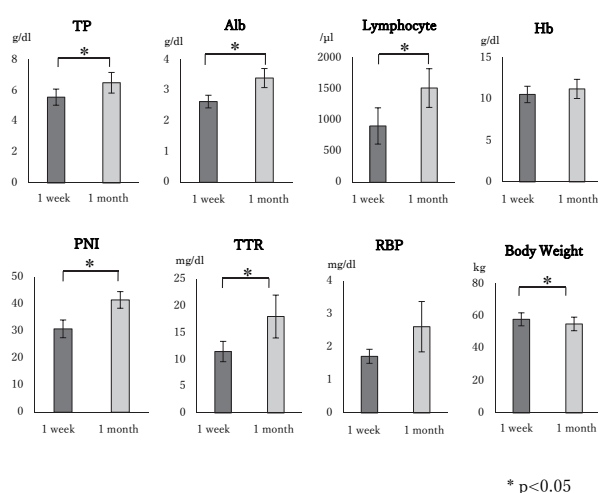 TP
g/dl
*
8
6
4
2
0
1 week 1 month
Alb
g/dl
*
4
3
2
1
0
1 week 1 month
Lymphocyte
/µl
*
2000
1500
1000
500
0
1 week 1 month
Hb
g/dl
15
10
5
0
1 week 1 month
PNI
*
50
40
30
20
10
0
1 week 1 month
TTR
mg/dl
*
25
20
15
10
5
0
1 week 1 month
RBP
mg/dl
4
3
2
1
0
1 week 1 month
Body Weight
kg
*
80
60
40
20
0
1 week 1 month
* p<0.05